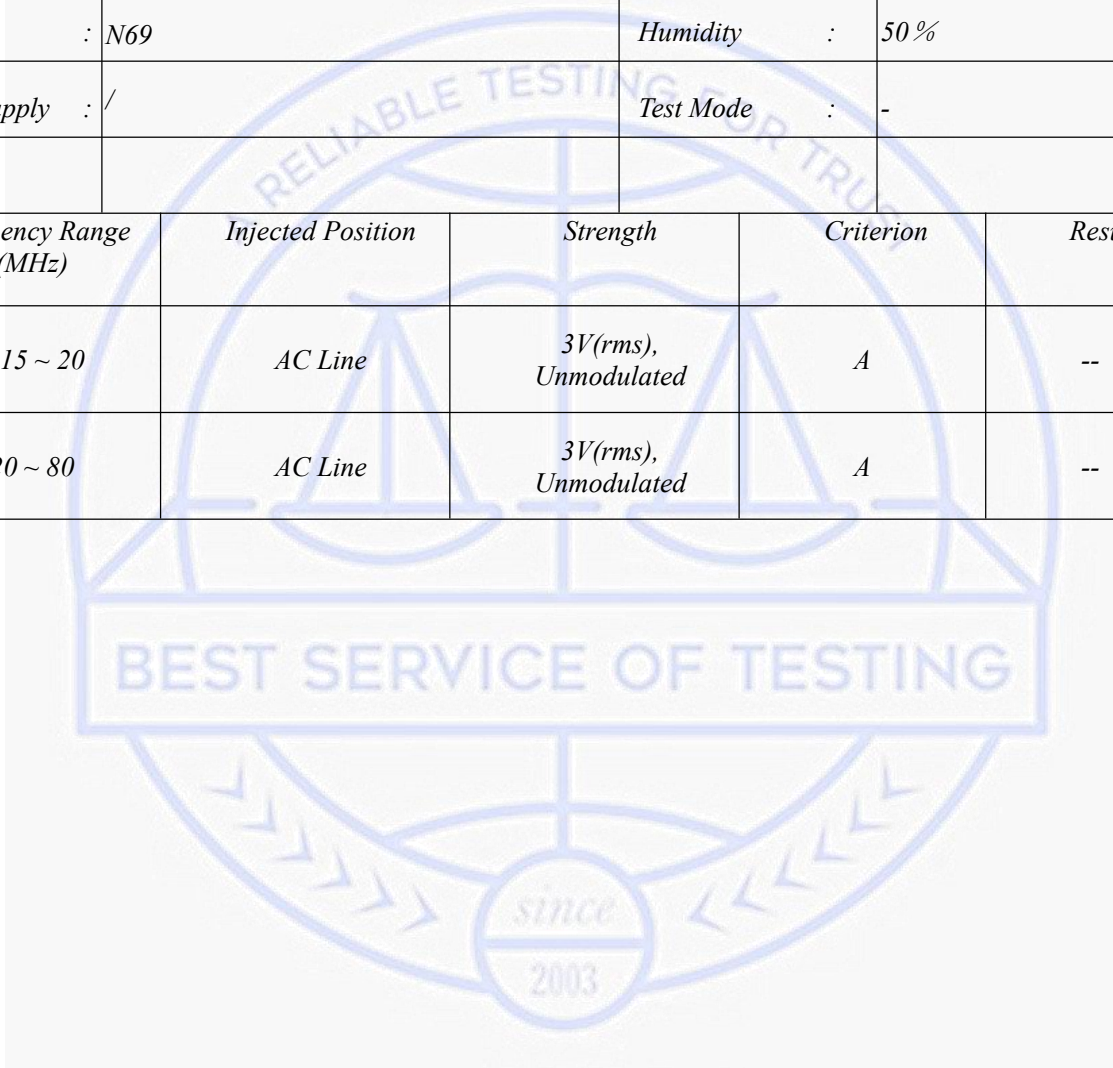 : N69 Humidity : 50%
pply : / Test Mode : -
ency Range Injected Position Strength Criterion Resu
(MHz)
15 ~ 20 AC Line 3V(rms), Unmodulated A --
20 ~ 80 AC Line 3V(rms), Unmodulated A --
A RELIABLE TESTING FOR TRUST
BEST SERVICE OF TESTING
since
2003